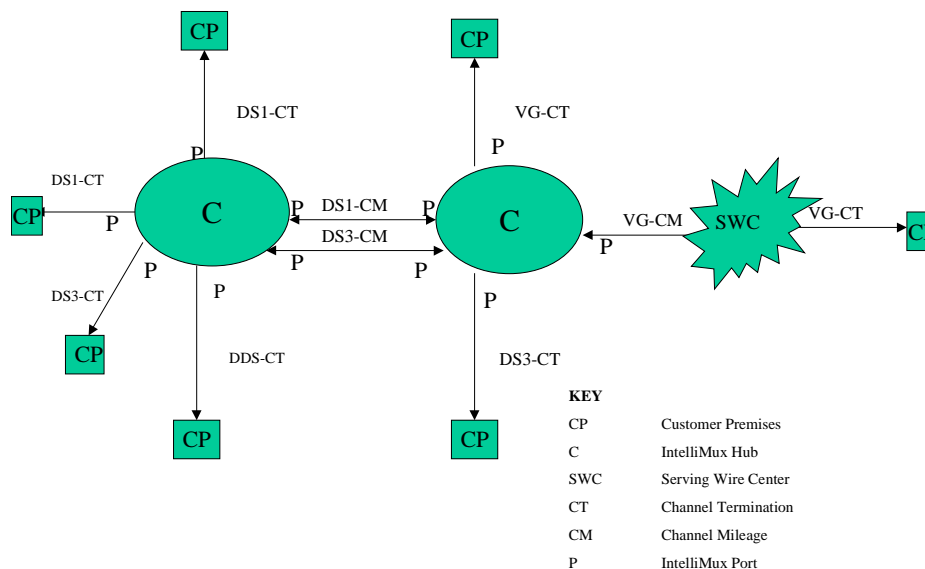 CP
CP
DS1-CT
VG-CT
P
P
DS1-CT
CP
P
C
P
DS1-CM
P
C
VG-CM
SWC
VG-CT
DS3-CM
P
P
P
P
P
P
DS3-CT
CP
DDS-CT
DS3-CT
CP
CP
KEY
CP Customer Premises
C IntelliMux Hub
SWC Serving Wire Center
CT Channel Termination
CM Channel Mileage
P IntelliMux Port